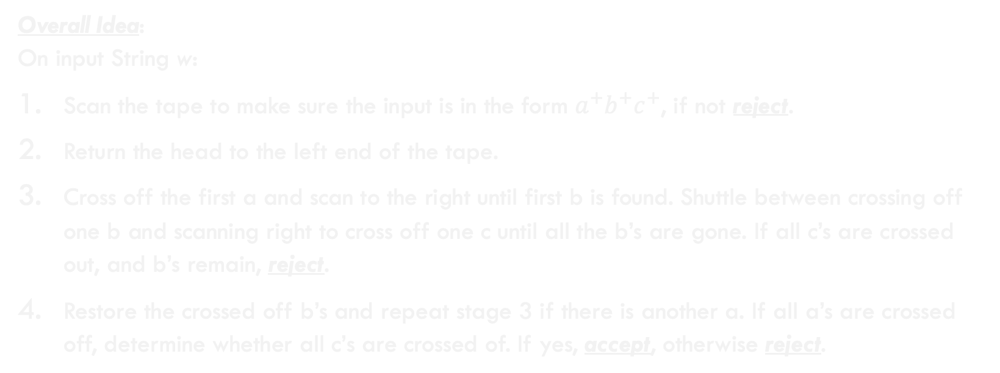 Overall Idea:
On input String w:
1. Scan the tape to make sure the input is in the form a⁺b⁺c⁺, if not reject.
2. Return the head to the left end of the tape.
3. Cross off the first a and scan to the right until first b is found. Shuttle between crossing off
one b and scanning right to cross off one c until all the b’s are gone. If all c’s are crossed
out, and b’s remain, reject.
4. Restore the crossed off b’s and repeat stage 3 if there is another a. If all a’s are crossed
off, determine whether all c’s are crossed of. If yes, accept, otherwise reject.